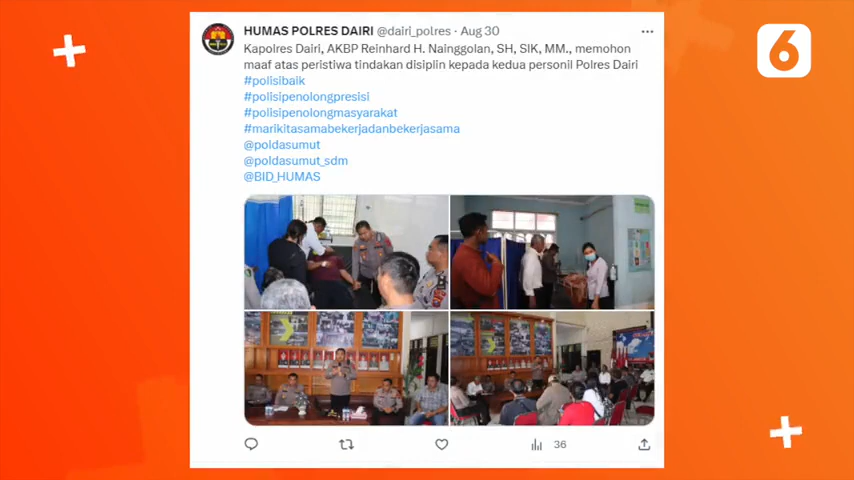 HUMAS POLRES DAIRI @dairi_polres · Aug 30
Kapolres Dairi, AKBP Reinhard H. Nainggolan, SH, SIK, MM., memohon
maaf atas peristiwa tindakan disiplin kepada kedua personil Polres Dairi
#polisibaik
#polisipenolongpresisi
#polisipenolongmasyarakat
#marikitasamabekerjadanbekerjasama
@poldasumut
@poldasumut_sdm
@BID_HUMAS
36
6